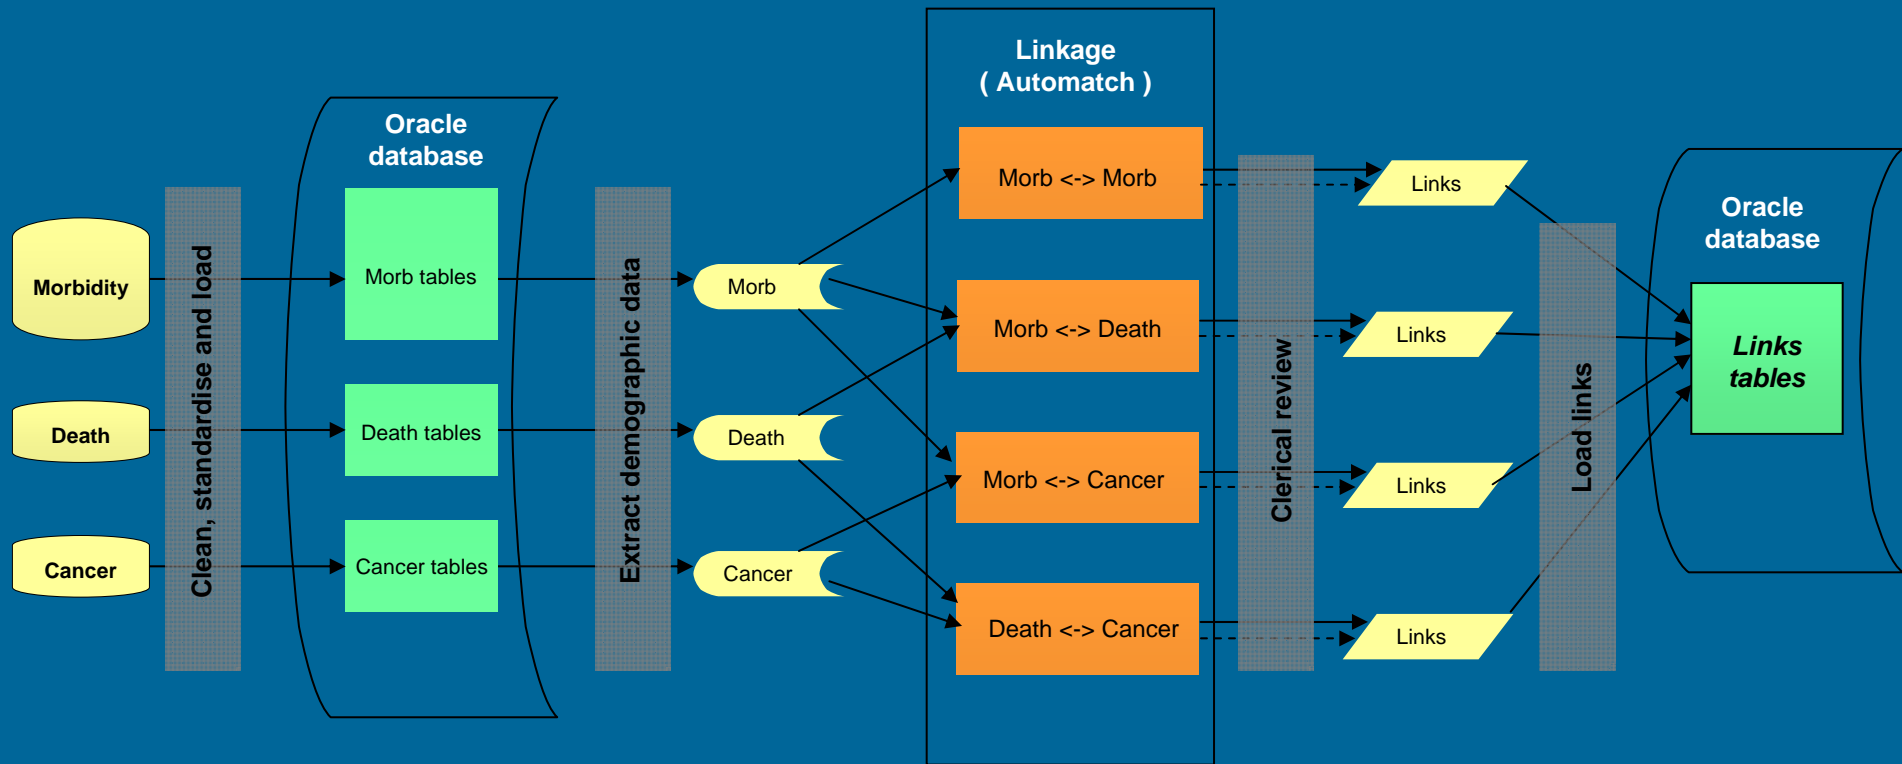 Morbidity
Death
Cancer
Clean, standardise and load
Oracle
database
Morb tables
Death tables
Cancer tables
Extract demographic data
Morb
Death
Cancer
Linkage
( Automatch )
Morb <-> Morb
Morb <-> Death
Morb <-> Cancer
Death <-> Cancer
Clerical review
Links
Links
Links
Links
Load links
Oracle
database
Links
tables